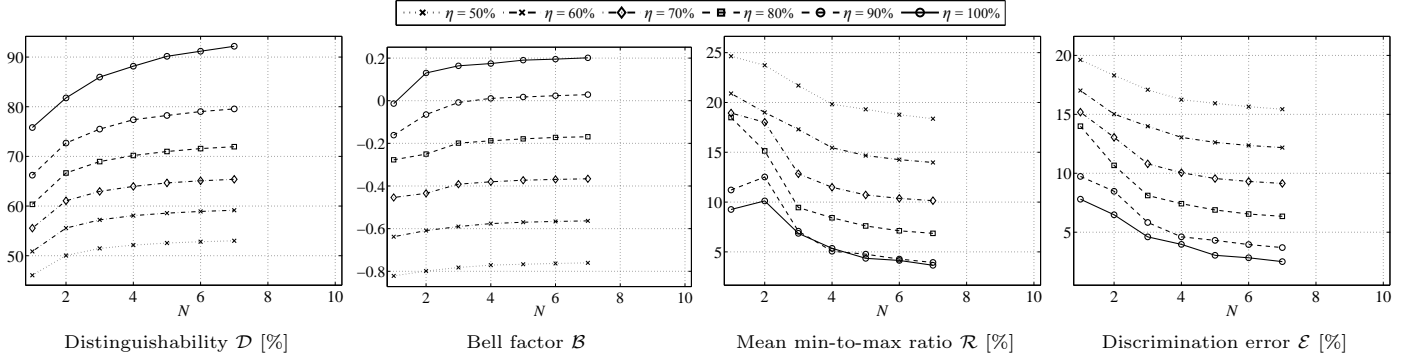 η = 50% η = 60% η = 70% η = 80% η = 90% η = 100%
90
80
70
60
50
2 4 6 8 10
N
Distinguishability 𝒟 [%]
0.2
0
−0.2
−0.4
−0.6
−0.8
2 4 6 8 10
N
Bell factor ℬ
25
20
15
10
5
2 4 6 8 10
N
Mean min-to-max ratio ℛ [%]
20
15
10
5
2 4 6 8 10
N
Discrimination error ℰ [%]